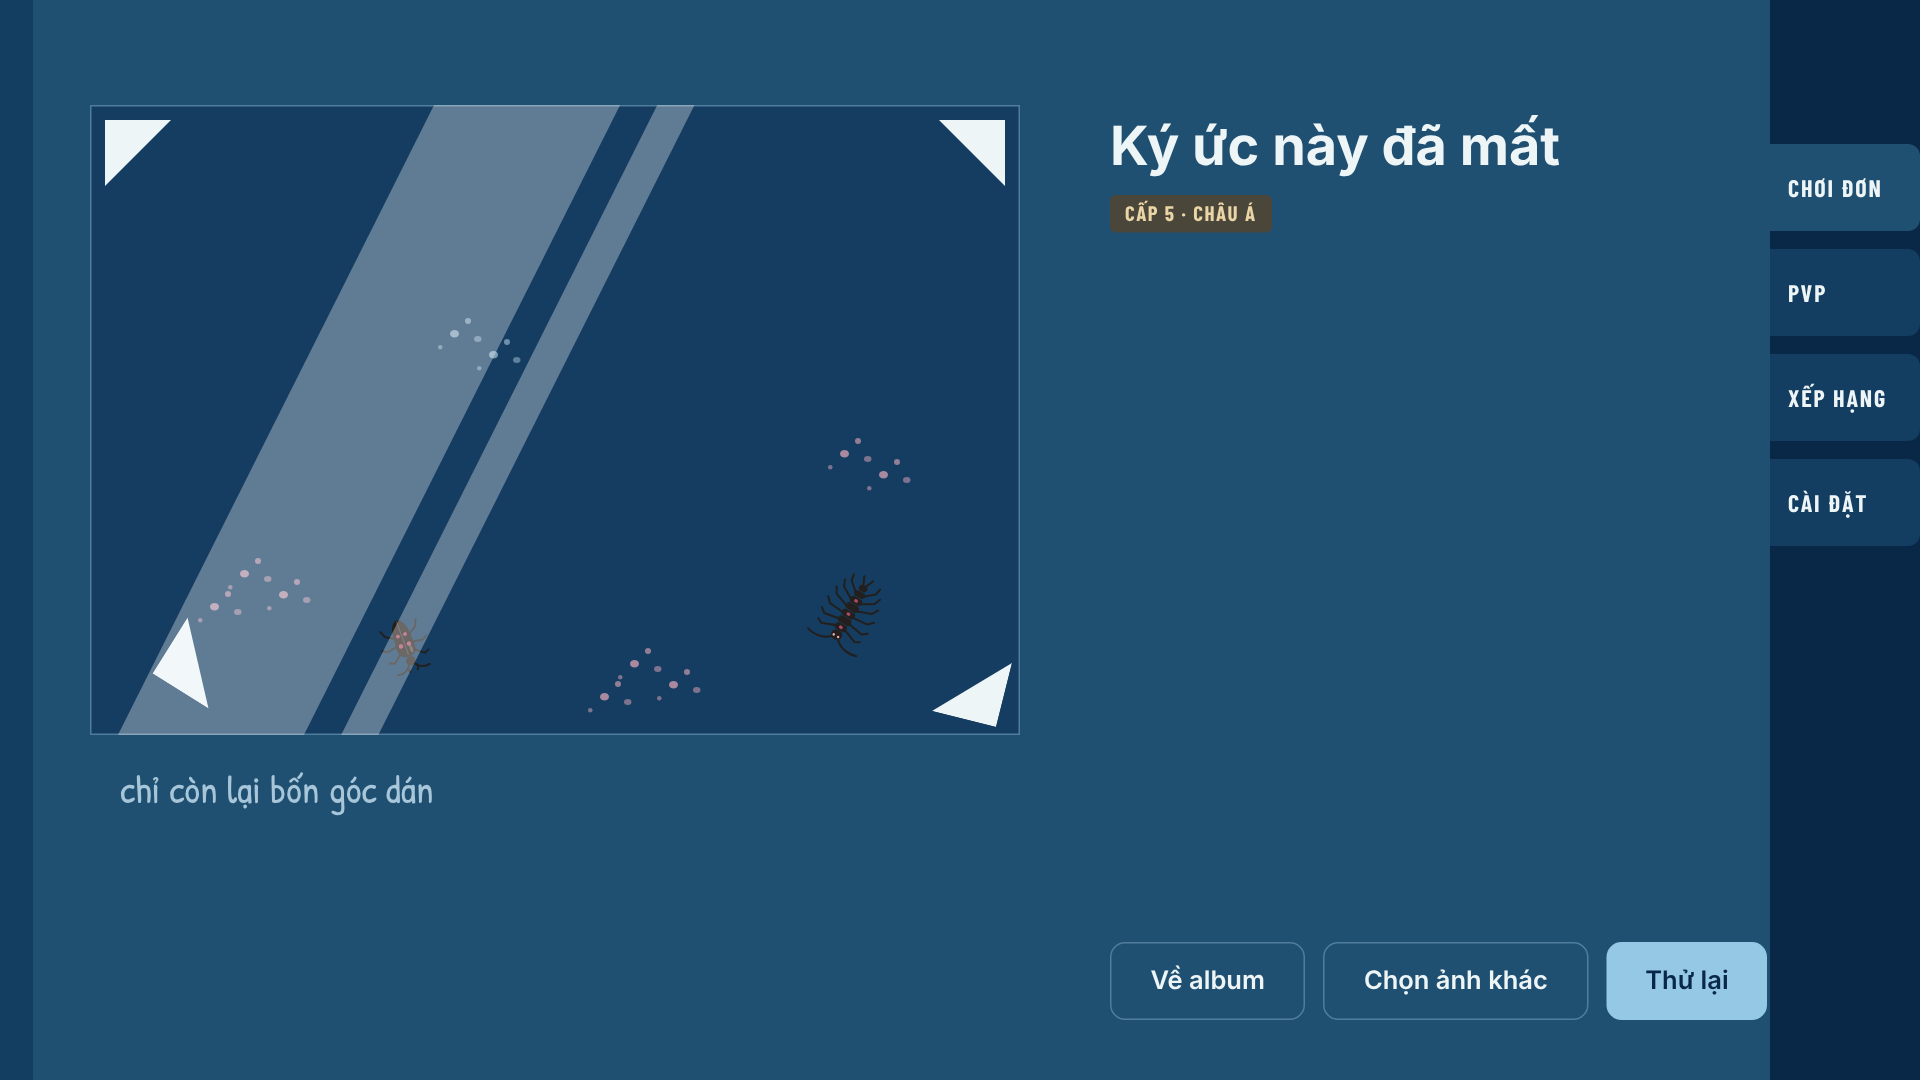 Ký ức này đã mất
CẤP 5 · CHÂU Á
chỉ còn lại bốn góc dán
Về album
Chọn ảnh khác
Thử lại
CHƠI ĐƠN
PVP
XẾP HẠNG
CÀI ĐẶT